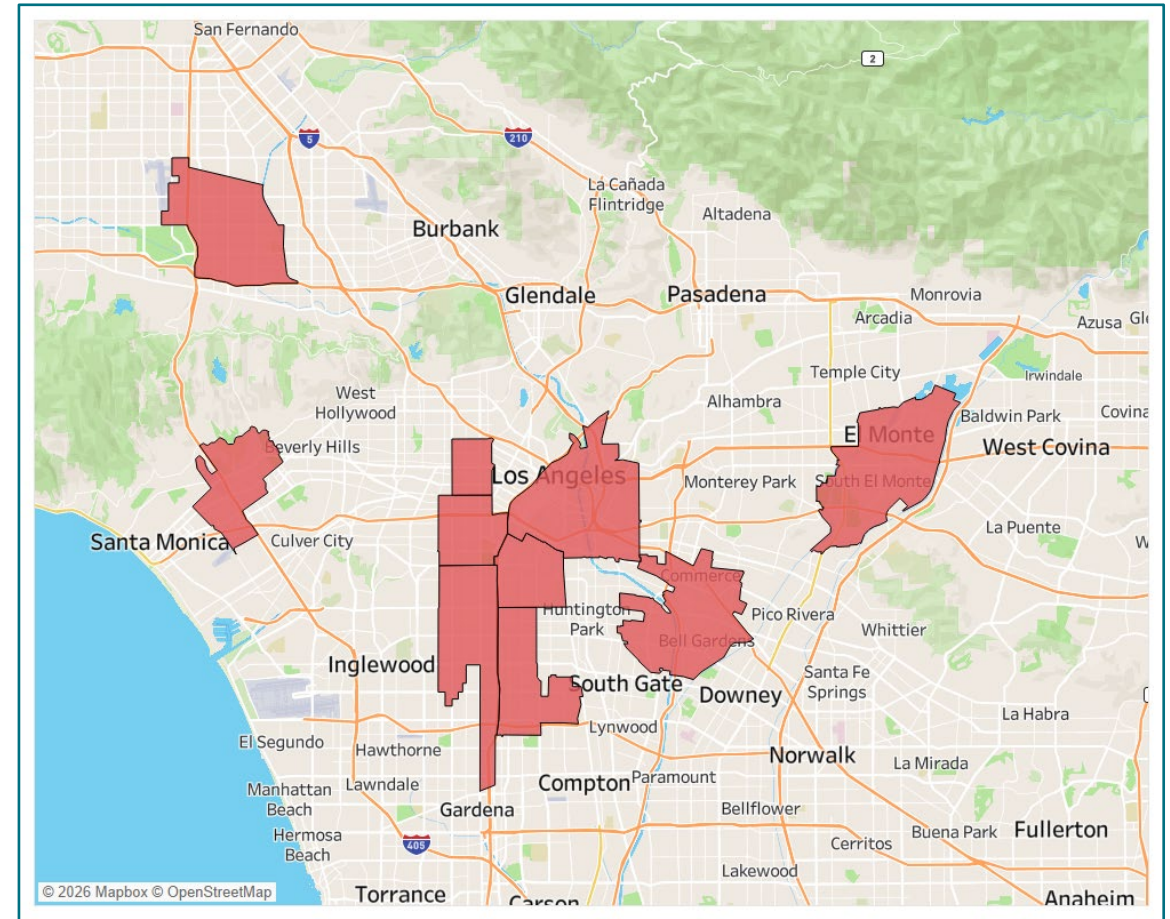 San Fernando
2
5
210
La Cañada
Flintridge
Altadena
Burbank
Glendale
Pasadena
Monrovia
Arcadia
Azusa Gle
Irwindale
Temple City
West
Hollywood
Alhambra
Baldwin Park
Covina
El Monte
West Covina
Beverly Hills
Los Angeles
Monterey Park
South El Monte
La Puente
Santa Monica
Culver City
W
Commerce
Huntington
Park
Pico Rivera
Whittier
Bell Gardens
Inglewood
South Gate
Downey
Santa Fe
Springs
La Habra
Lynwood
El Segundo
Hawthorne
Norwalk
La Mirada
Manhattan
Beach
Lawndale
Compton
Paramount
Gardena
Bellflower
Hermosa
Beach
405
Buena Park
Fullerton
Cerritos
Lakewood
© 2026 Mapbox © OpenStreetMap
Torrance
Carson
Anaheim